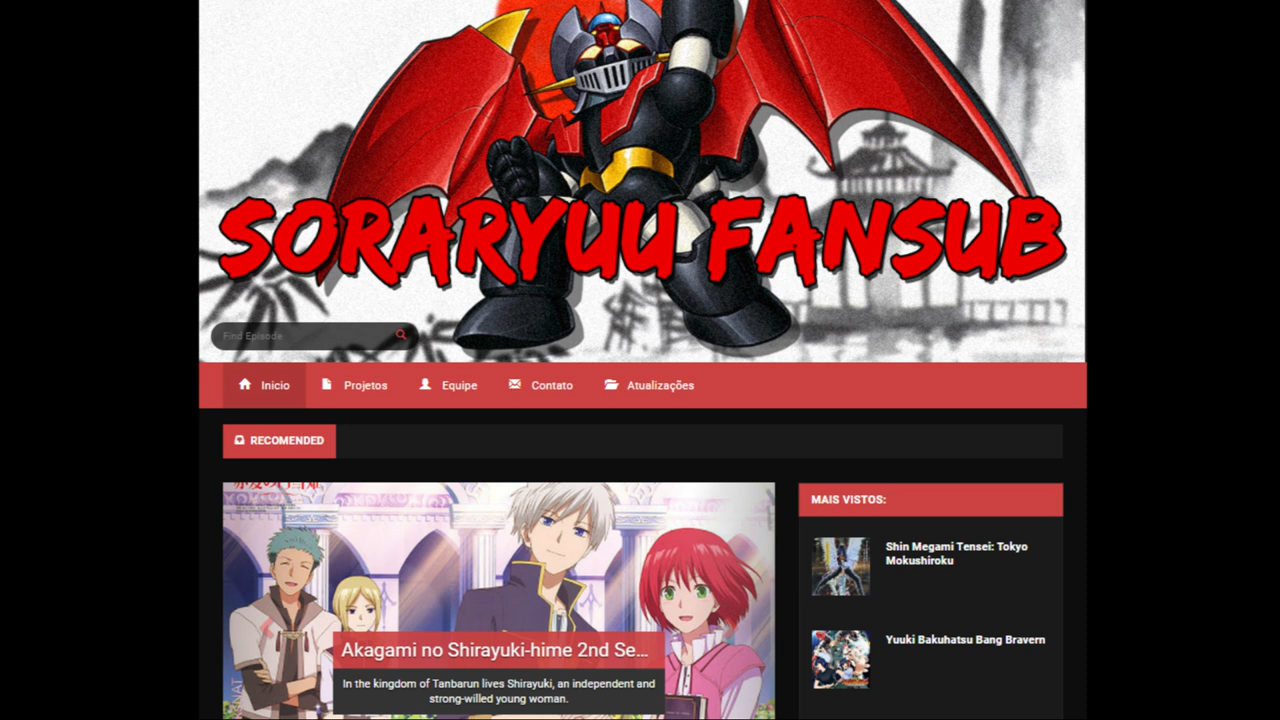 SORARYUU FANSUB
Find Episode
Inicio
Projetos
Equipe
Contato
Atualizações
RECOMENDED
MAIS VISTOS:
Akagami no Shirayuki-hime 2nd Se...
In the kingdom of Tanbarun lives Shirayuki, an independent and
strong-willed young woman.
Shin Megami Tensei: Tokyo
Mokushiroku
Yuuki Bakuhatsu Bang Bravern